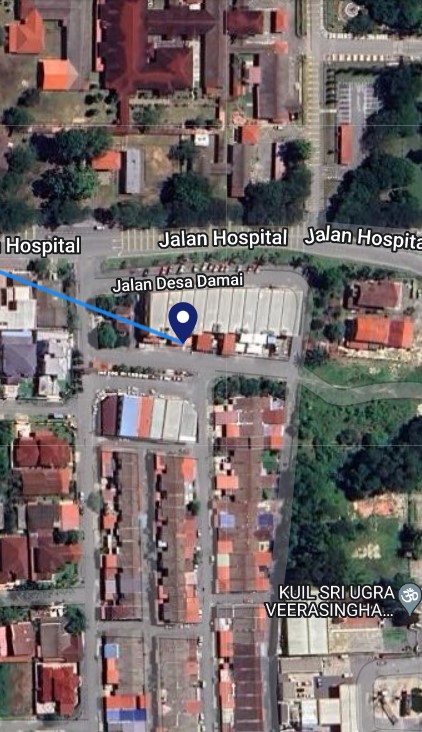 Hospital
Jalan Hospital
Jalan Hospita
Jalan Desa Damai
KUIL SRI UGRA
VEERASINGHA...
ॐ